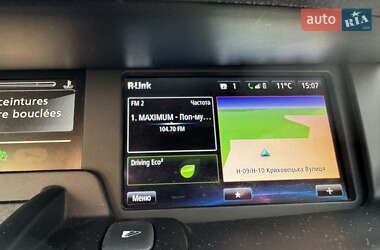 auto RIA.com
R-Link
1
11°C
15:07
FM 2
Частота
ceintures
re bouclées
1. MAXIMUM - Поп-му...
104.70 FM
Driving Eco²
H-09/H-10 Криховецька Вулиця
Меню